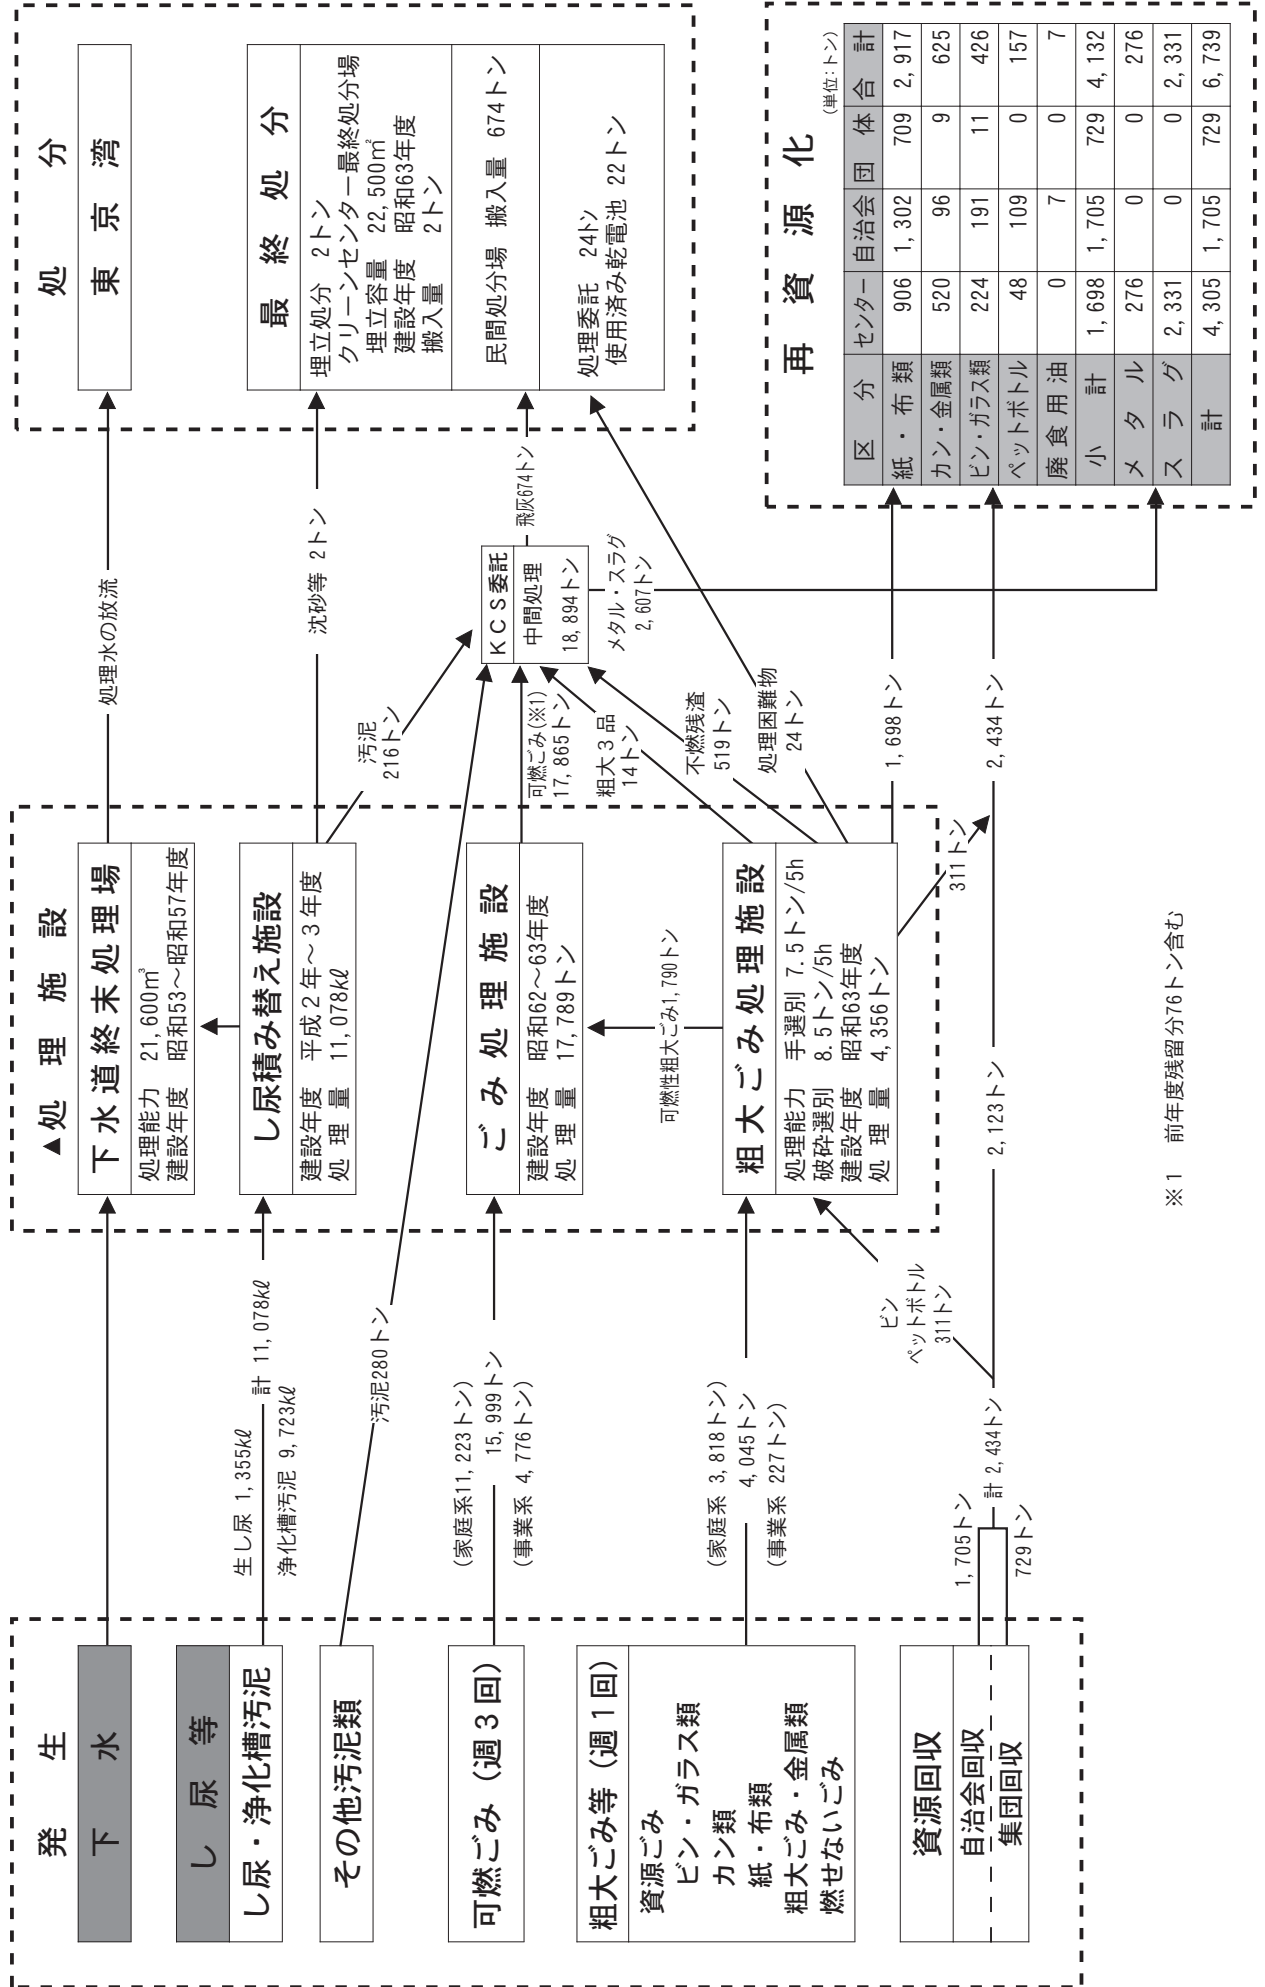 発生
下水
し尿等
し尿・浄化槽汚泥
その他汚泥類
可燃ごみ（週３回）
粗大ごみ等（週１回）
資源ごみ
ビン・ガラス類
カン類
紙・布類
粗大ごみ・金属類
燃せないごみ
資源回収
自治会回収
集団回収
生し尿 1,355kℓ
計 11,078kℓ
浄化槽汚泥 9,723kℓ
汚泥280トン
(家庭系11,223トン)
15,999トン
(事業系 4,776トン)
(家庭系 3,818トン)
4,045トン
(事業系 227トン)
1,705トン
729トン
計 2,434トン
ビン
ペットボトル
311トン
2,123トン
▲処理施設
下水道終末処理場
処理能力 21,600㎥
建設年度 昭和53～昭和57年度
し尿積み替え施設
建設年度 平成２年～３年度
処理量 11,078kℓ
ごみ処理施設
建設年度 昭和62～63年度
処理量 17,789トン
可燃性粗大ごみ1,790トン
粗大ごみ処理施設
処理能力 手選別 7.5トン/5h
破砕選別 8.5トン/5h
建設年度 昭和63年度
処理量 4,356トン
311トン
処理水の放流
沈砂等 2トン
汚泥
216トン
可燃ごみ(※1)
17,865トン
粗大３品
14トン
不燃残渣
519トン
処理困難物
24トン
1,698トン
2,434トン
ＫＣＳ委託
中間処理
18,894トン
飛灰674トン
メタル・スラグ
2,607トン
処分
東京湾
最終処分
埋立処分 2トン
クリーンセンター最終処分場
埋立容量 22,500㎥
建設年度 昭和63年度
搬入量 2トン
民間処分場 搬入量 674トン
処理委託 24トン
使用済み乾電池 22トン
再資源化
(単位:トン)
区分 センター 自治会 団体 合計
紙・布類 906 1,302 709 2,917
カン・金属類 520 96 9 625
ビン・ガラス類 224 191 11 426
ペットボトル 48 109 0 157
廃食用油 0 7 0 7
小計 1,698 1,705 729 4,132
メタル 276 0 0 276
スラグ 2,331 0 0 2,331
計 4,305 1,705 729 6,739
※１ 前年度残留分76トン含む